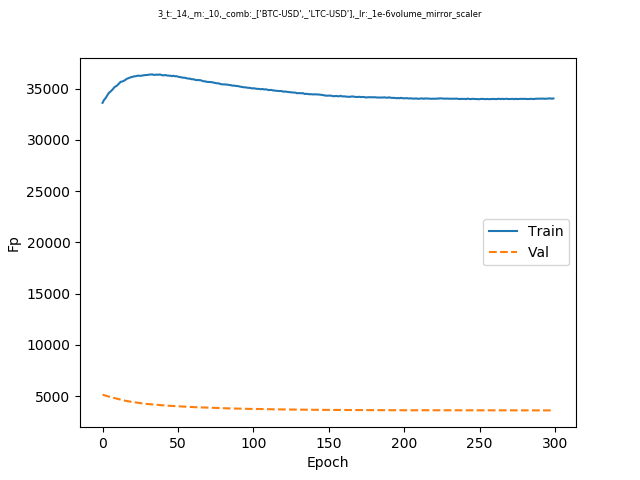 3_t:_14,_m:_10,_comb:_['BTC-USD',_'LTC-USD'],_lr:_1e-6volume_mirror_scaler
35000
30000
25000
20000
15000
10000
5000
Fp
Train
Val
0 50 100 150 200 250 300
Epoch